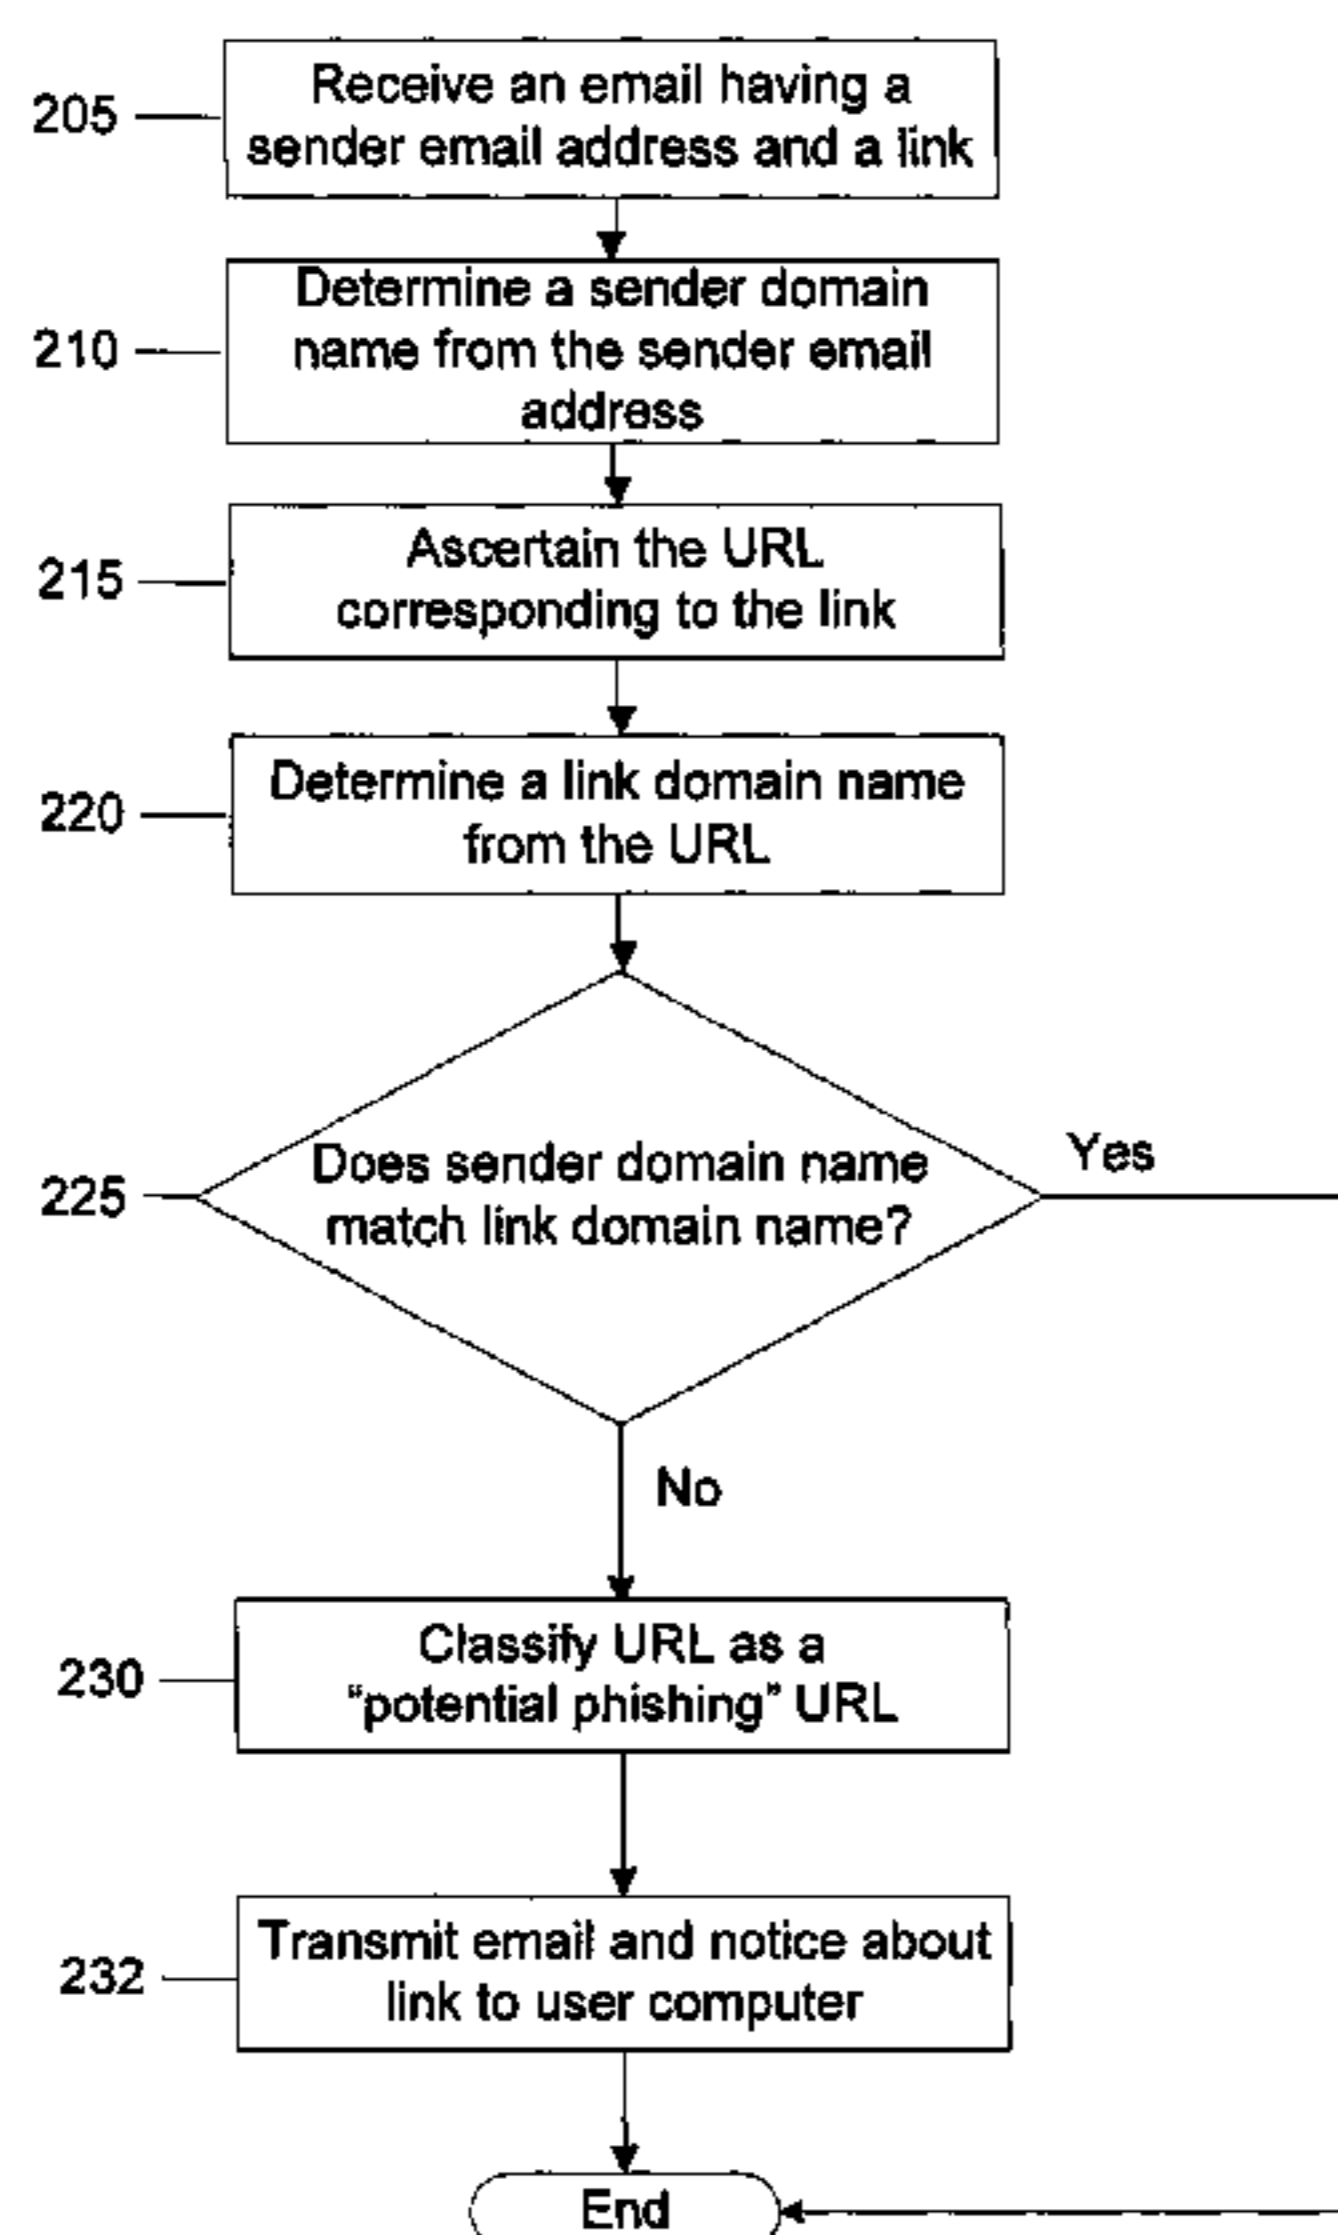 205
Receive an email having a
sender email address and a link
210
Determine a sender domain
name from the sender email
address
215
Ascertain the URL
corresponding to the link
220
Determine a link domain name
from the URL
225
Does sender domain name
match link domain name?
Yes
No
230
Classify URL as a
“potential phishing” URL
232
Transmit email and notice about
link to user computer
End